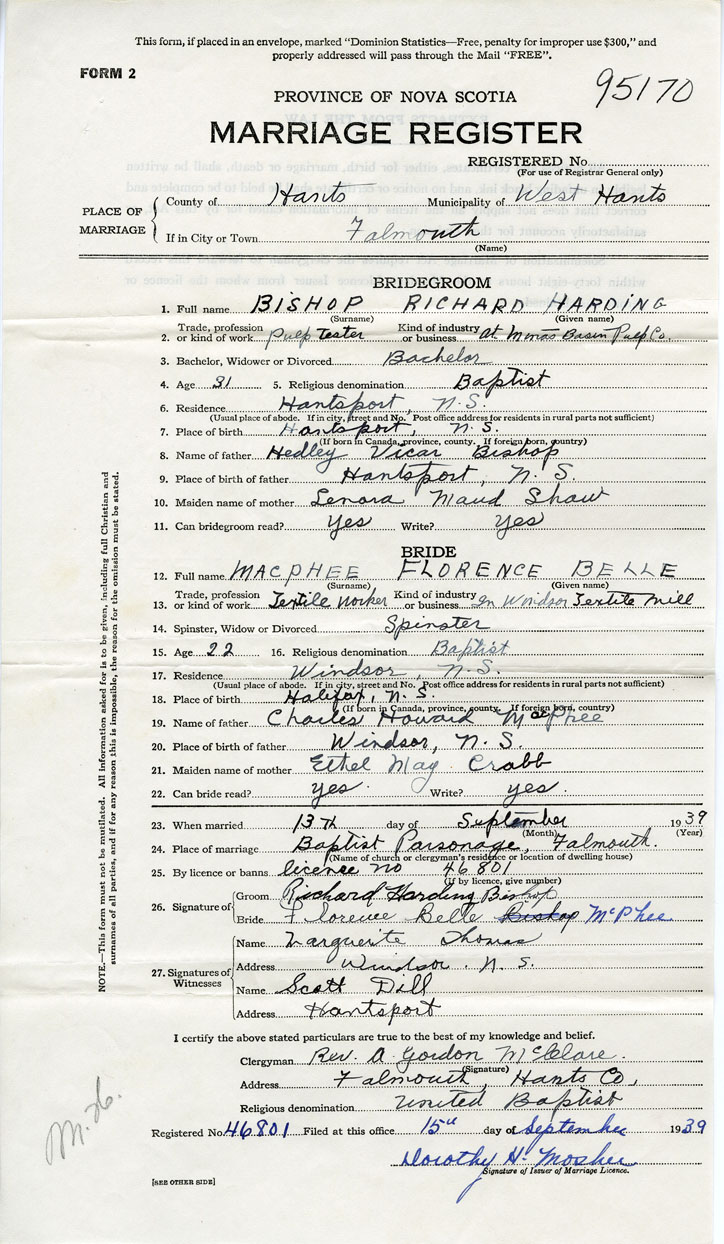 This form, if placed in an envelope, marked "Dominion Statistics—Free, penalty for improper use $300," and
properly addressed will pass through the Mail "FREE".
FORM 2
95170
PROVINCE OF NOVA SCOTIA
MARRIAGE REGISTER
REGISTERED No.
(For use of Registrar General only)
PLACE OF MARRIAGE
County of Hants Municipality of West Hants
If in City or Town Falmouth
(Name)
BRIDEGROOM
1. Full name BISHOP RICHARD HARDING
(Surname) (Given name)
2. Trade, profession or kind of work Pulp Tester Kind of industry or business At Minas Basin Pulp Co.
3. Bachelor, Widower or Divorced Bachelor
4. Age 31 5. Religious denomination Baptist
6. Residence Hantsport, N.S.
(Usual place of abode. If in city, street and No. Post office address for residents in rural parts not sufficient)
7. Place of birth Hantsport, N.S.
(If born in Canada, province, county. If foreign born, country)
8. Name of father Hedley Vicar Bishop
9. Place of birth of father Hantsport, N.S.
10. Maiden name of mother Lenora Maud Shaw
11. Can bridegroom read? Yes Write? Yes
BRIDE
12. Full name MACPHEE FLORENCE BELLE
(Surname) (Given name)
13. Trade, profession or kind of work Textile Worker Kind of industry or business In Windsor Textile Mill
14. Spinster, Widow or Divorced Spinster
15. Age 22 16. Religious denomination Baptist
17. Residence Windsor, N.S.
(Usual place of abode. If in city, street and No. Post office address for residents in rural parts not sufficient)
18. Place of birth Halifax, N.S.
(If born in Canada, province, county. If foreign born, country)
19. Name of father Charles Howard MacPhee
20. Place of birth of father Windsor, N.S.
21. Maiden name of mother Ethel May Crabb
22. Can bride read? yes. Write? yes.
23. When married 13th day of September 1939
(Month) (Year)
24. Place of marriage Baptist Parsonage, Falmouth.
(Name of church or clergyman's residence or location of dwelling house)
25. By licence or banns licence no 46801
(If by licence, give number)
26. Signature of Groom Richard Harding Bishop
Bride Florence Belle Bishop McPhee
27. Signatures of Witnesses
Name Marguerite Thomas
Address Windsor. N.S.
Name Scott Dill
Address Hantsport
I certify the above stated particulars are true to the best of my knowledge and belief.
Clergyman Rev. A. Gordon McClare.
(Signature)
Address Falmouth, Hants Co,
Religious denomination United Baptist
Registered No. 46801 Filed at this office 15th day of September 1939
Dorothy H. Mosher
Signature of Issuer of Marriage Licence.
[SEE OTHER SIDE]
NOTE.—This form must not be mutilated. All information asked for is to be given, including full Christian and
surnames of all parties, and if for any reason this is impossible, the reason for the omission must be stated.